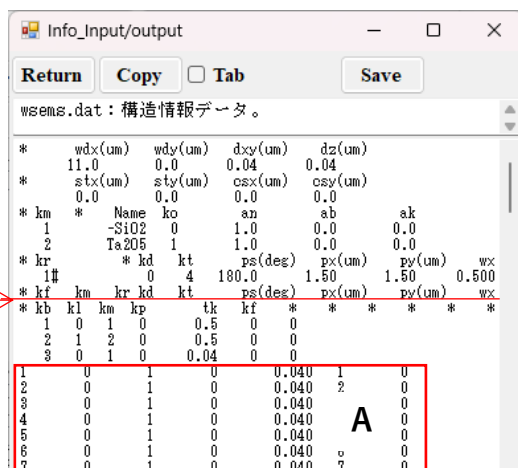 Info_Input/output
Return Copy Tab Save
wsems.dat：構造情報データ。
* wdx(um) wdy(um) dxy(um) dz(um)
11.0 0.0 0.04 0.04
* stx(um) sty(um) csx(um) csy(um)
0.0 0.0 0.0 0.0
* km * Name ko an ab ak
1 -SiO2 0 1.0 0.0 0.0
2 Ta2O5 1 1.0 0.0 0.0
* kr * kd kt ps(deg) px(um) py(um) wx
1# 0 4 180.0 1.50 1.50 0.500
* kf km kr kd kt ps(deg) px(um) py(um) wx
* kb kl km kp tk kf * * * * *
1 0 1 0 0.5 0 0
2 1 2 0 0.5 0 0
3 0 1 0 0.04 0 0
1 0 1 0 0.040 1 0
2 0 1 0 0.040 2 0
3 0 1 0 0.040 0
4 0 1 0 0.040 A 0
5 0 1 0 0.040 0
6 0 1 0 0.040 0
7 0 1 0 0.040 7 0